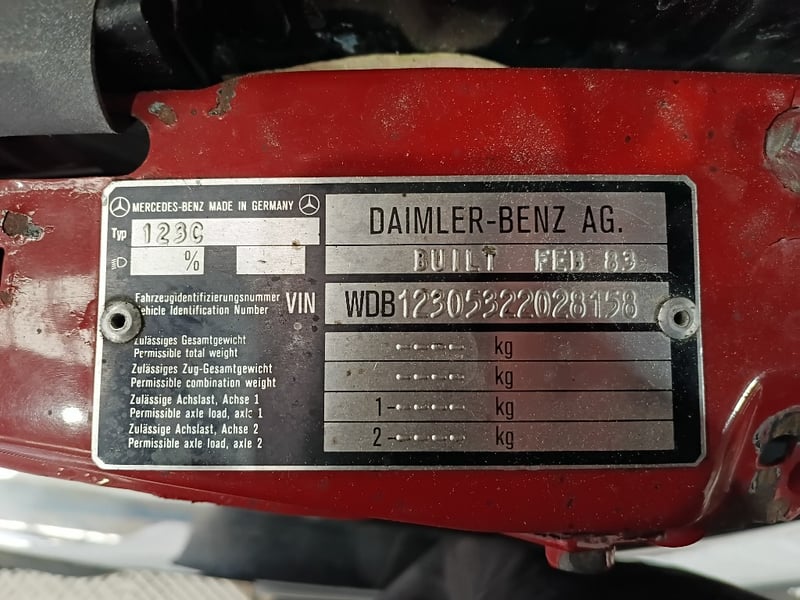 MERCEDES-BENZ MADE IN GERMANY
DAIMLER-BENZ AG.
Typ 123C
BUILT FEB 83
%
Fahrzeugidentifizierungsnummer
Vehicle Identification Number
VIN WDB12305322028158
Zulässiges Gesamtgewicht
Permissible total weight
---- kg
Zulässiges Zug-Gesamtgewicht
Permissible combination weight
---- kg
Zulässige Achslast, Achse 1
Permissible axle load, axle 1
1---- kg
Zulässige Achslast, Achse 2
Permissible axle load, axle 2
2---- kg